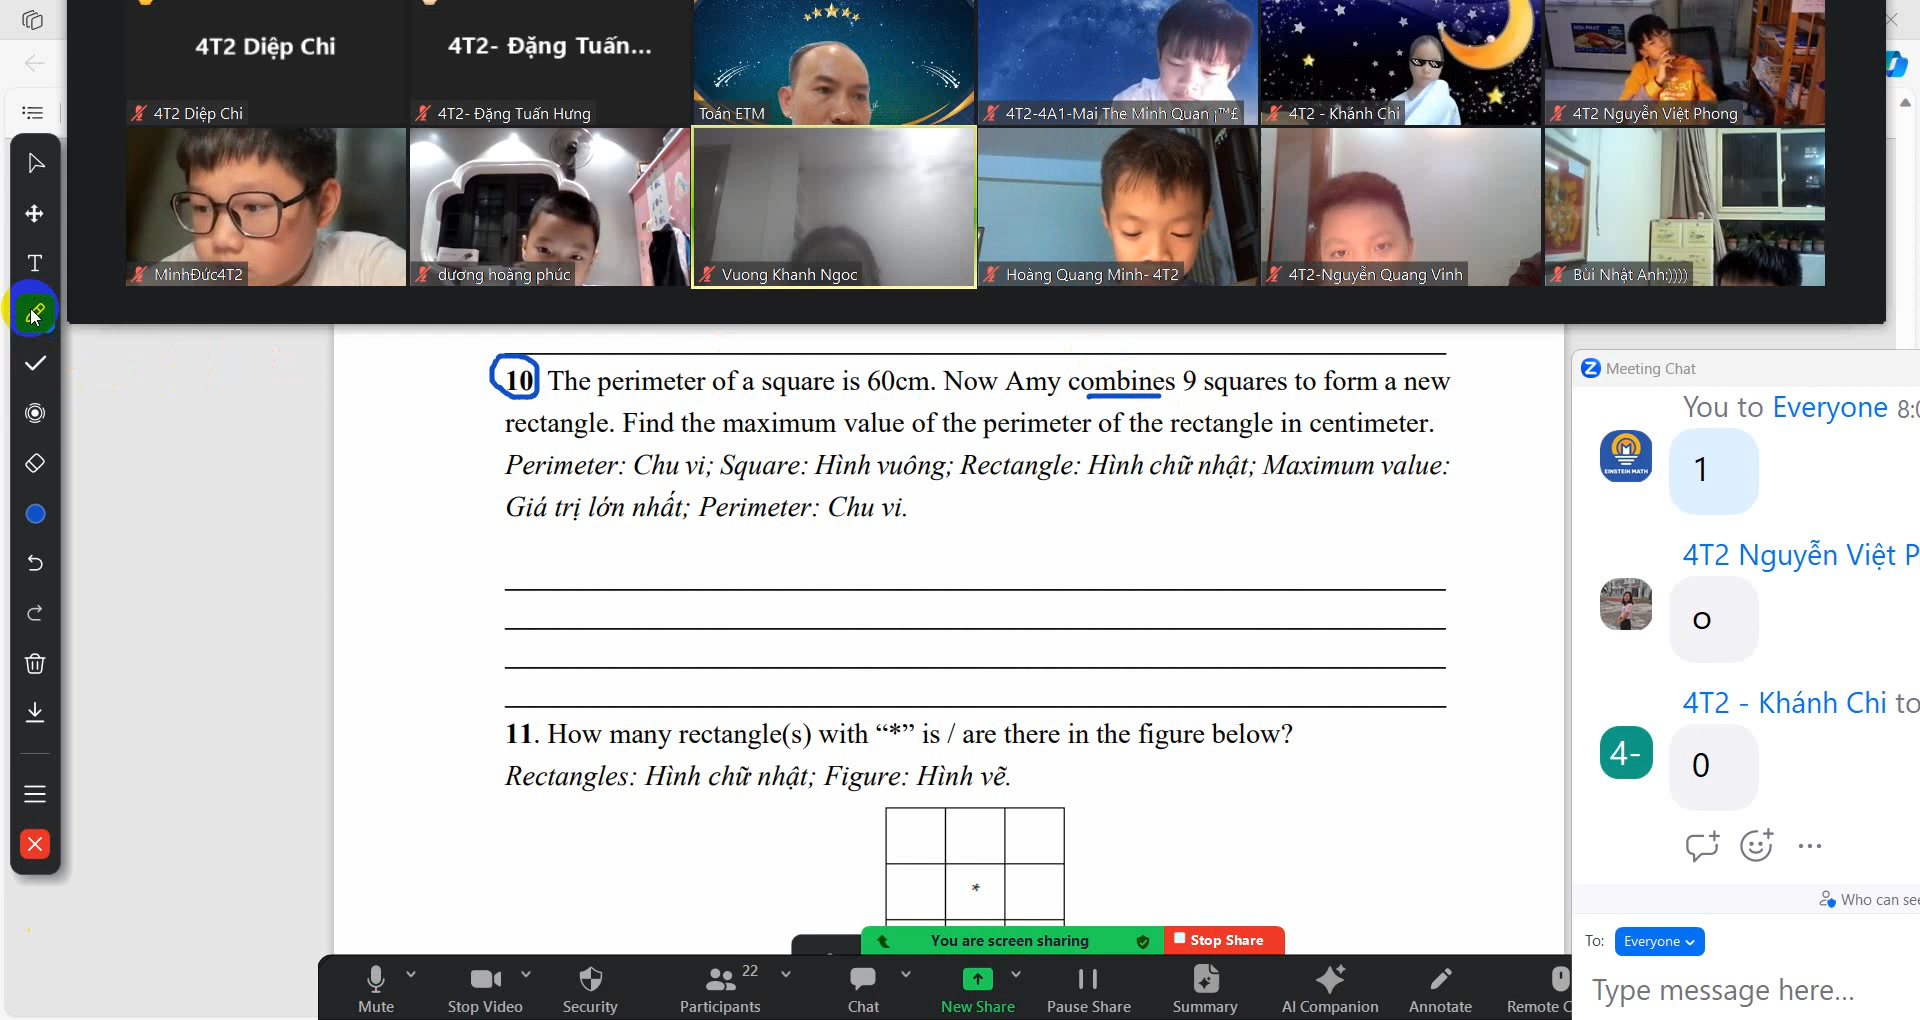 4T2 Diệp Chi
4T2- Đặng Tuấn...
4T2 Diệp Chi
4T2- Đặng Tuấn Hưng
Toán ETM
4T2-4A1-Mai The Minh Quan ¡™£
4T2 - Khánh Chi
4T2 Nguyễn Việt Phong
MinhĐức4T2
dương hoàng phúc
Vuong Khanh Ngoc
Hoàng Quang Minh- 4T2
4T2-Nguyễn Quang Vinh
Bùi Nhật Anh:))))
10 The perimeter of a square is 60cm. Now Amy combines 9 squares to form a new
rectangle. Find the maximum value of the perimeter of the rectangle in centimeter.
Perimeter: Chu vi; Square: Hình vuông; Rectangle: Hình chữ nhật; Maximum value:
Giá trị lớn nhất; Perimeter: Chu vi.
11. How many rectangle(s) with “*” is / are there in the figure below?
Rectangles: Hình chữ nhật; Figure: Hình vẽ.
*
Meeting Chat
You to Everyone 8:0
EINSTEIN MATH
1
4T2 Nguyễn Việt P
o
4T2 - Khánh Chi to
4-
0
Who can see
To: Everyone
Type message here...
You are screen sharing
Stop Share
Mute
Stop Video
Security
22
Participants
Chat
New Share
Pause Share
Summary
AI Companion
Annotate
Remote C